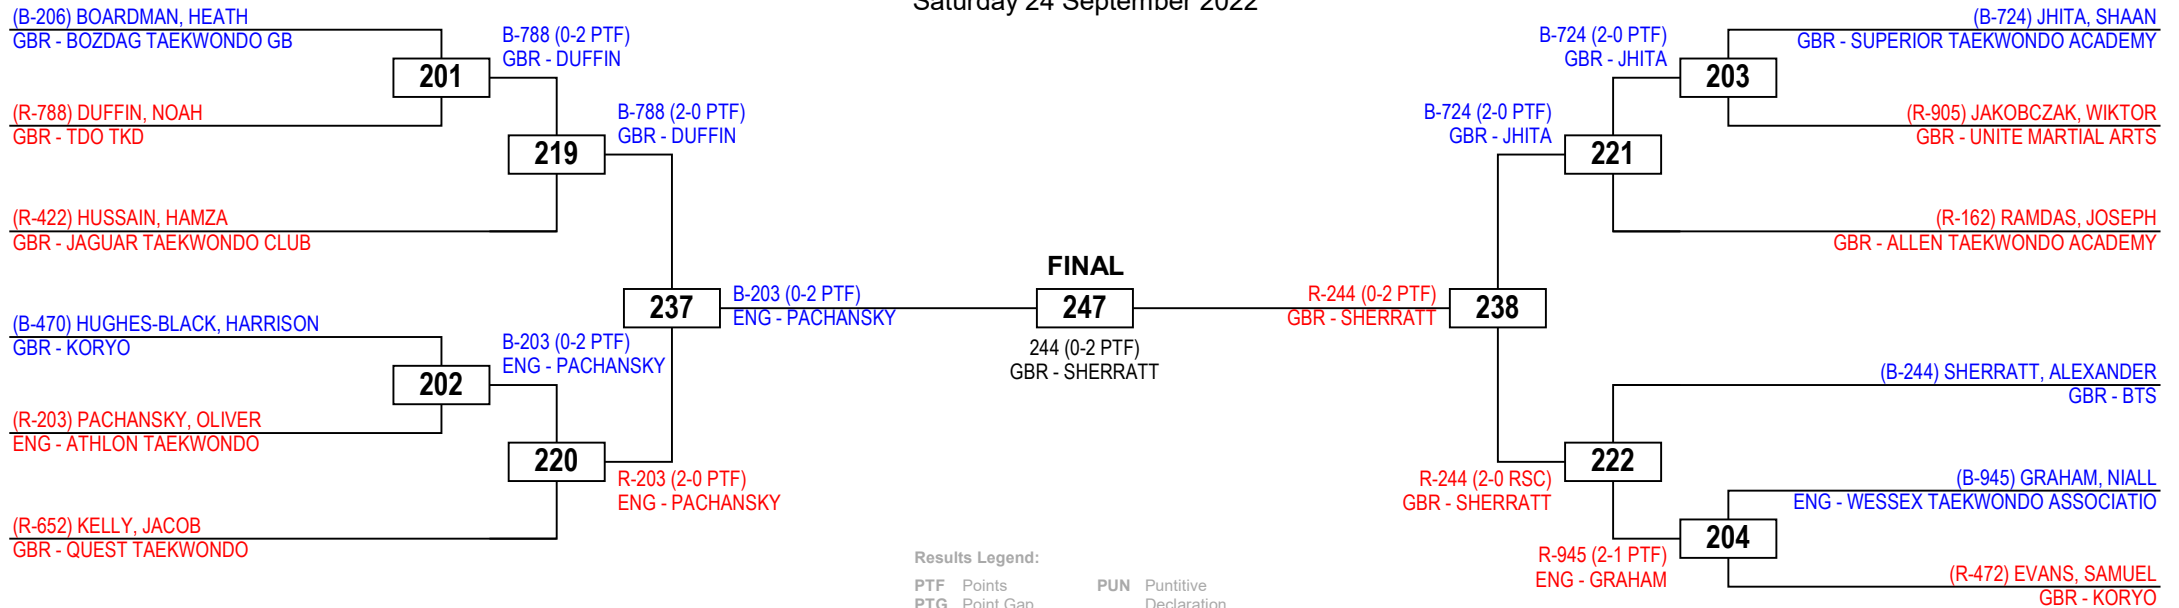 Saturday 24 September 2022
(B-206) BOARDMAN, HEATH
GBR - BOZDAG TAEKWONDO GB
201
(R-788) DUFFIN, NOAH
GBR - TDO TKD
B-788 (0-2 PTF)
GBR - DUFFIN
219
(R-422) HUSSAIN, HAMZA
GBR - JAGUAR TAEKWONDO CLUB
B-788 (2-0 PTF)
GBR - DUFFIN
237
(B-470) HUGHES-BLACK, HARRISON
GBR - KORYO
202
(R-203) PACHANSKY, OLIVER
ENG - ATHLON TAEKWONDO
B-203 (0-2 PTF)
ENG - PACHANSKY
220
(R-652) KELLY, JACOB
GBR - QUEST TAEKWONDO
R-203 (2-0 PTF)
ENG - PACHANSKY
B-203 (0-2 PTF)
ENG - PACHANSKY
FINAL
247
244 (0-2 PTF)
GBR - SHERRATT
R-244 (0-2 PTF)
GBR - SHERRATT
238
B-724 (2-0 PTF)
GBR - JHITA
221
B-724 (2-0 PTF)
GBR - JHITA
203
(B-724) JHITA, SHAAN
GBR - SUPERIOR TAEKWONDO ACADEMY
(R-905) JAKOBCZAK, WIKTOR
GBR - UNITE MARTIAL ARTS
(R-162) RAMDAS, JOSEPH
GBR - ALLEN TAEKWONDO ACADEMY
(B-244) SHERRATT, ALEXANDER
GBR - BTS
222
R-244 (2-0 RSC)
GBR - SHERRATT
(B-945) GRAHAM, NIALL
ENG - WESSEX TAEKWONDO ASSOCIATIO
204
R-945 (2-1 PTF)
ENG - GRAHAM
(R-472) EVANS, SAMUEL
GBR - KORYO
Results Legend:
PTF Points PUN Puntitive
PTG Point Gap Declaration